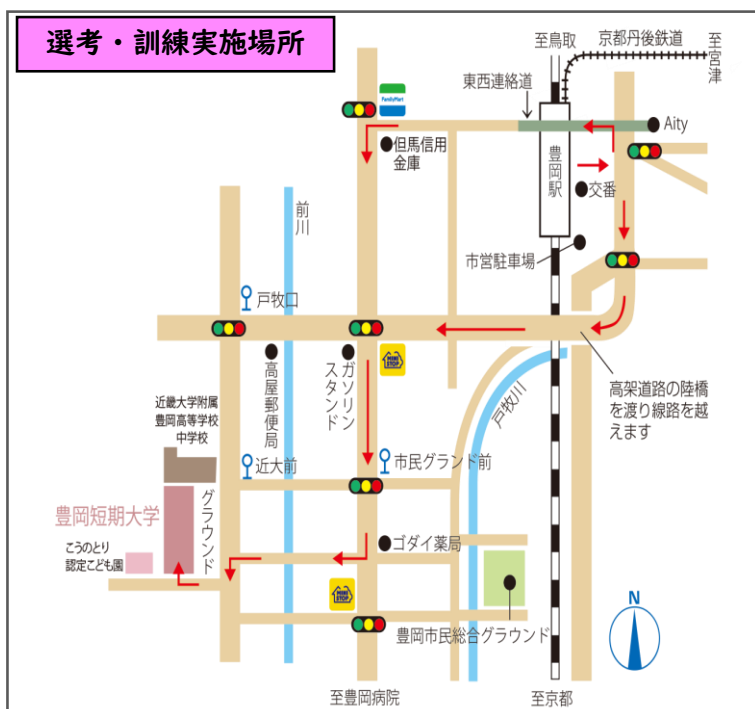 選考・訓練実施場所
至鳥取
京都丹後鉄道
至宮津
東西連絡道
FamilyMart
Aity
但馬信用
金庫
豊岡駅
交番
前川
市営駐車場
戸牧口
高屋郵便局
ガソリン
スタンド
MINI
STOP
戸牧川
高架道路の陸橋
を渡り線路を越
えます
近畿大学附属
豊岡高等学校
中学校
近大前
市民グランド前
豊岡短期大学
グラウンド
ゴダイ薬局
こうのとり
認定こども園
MINI
STOP
豊岡市民総合グラウンド
N
至豊岡病院
至京都